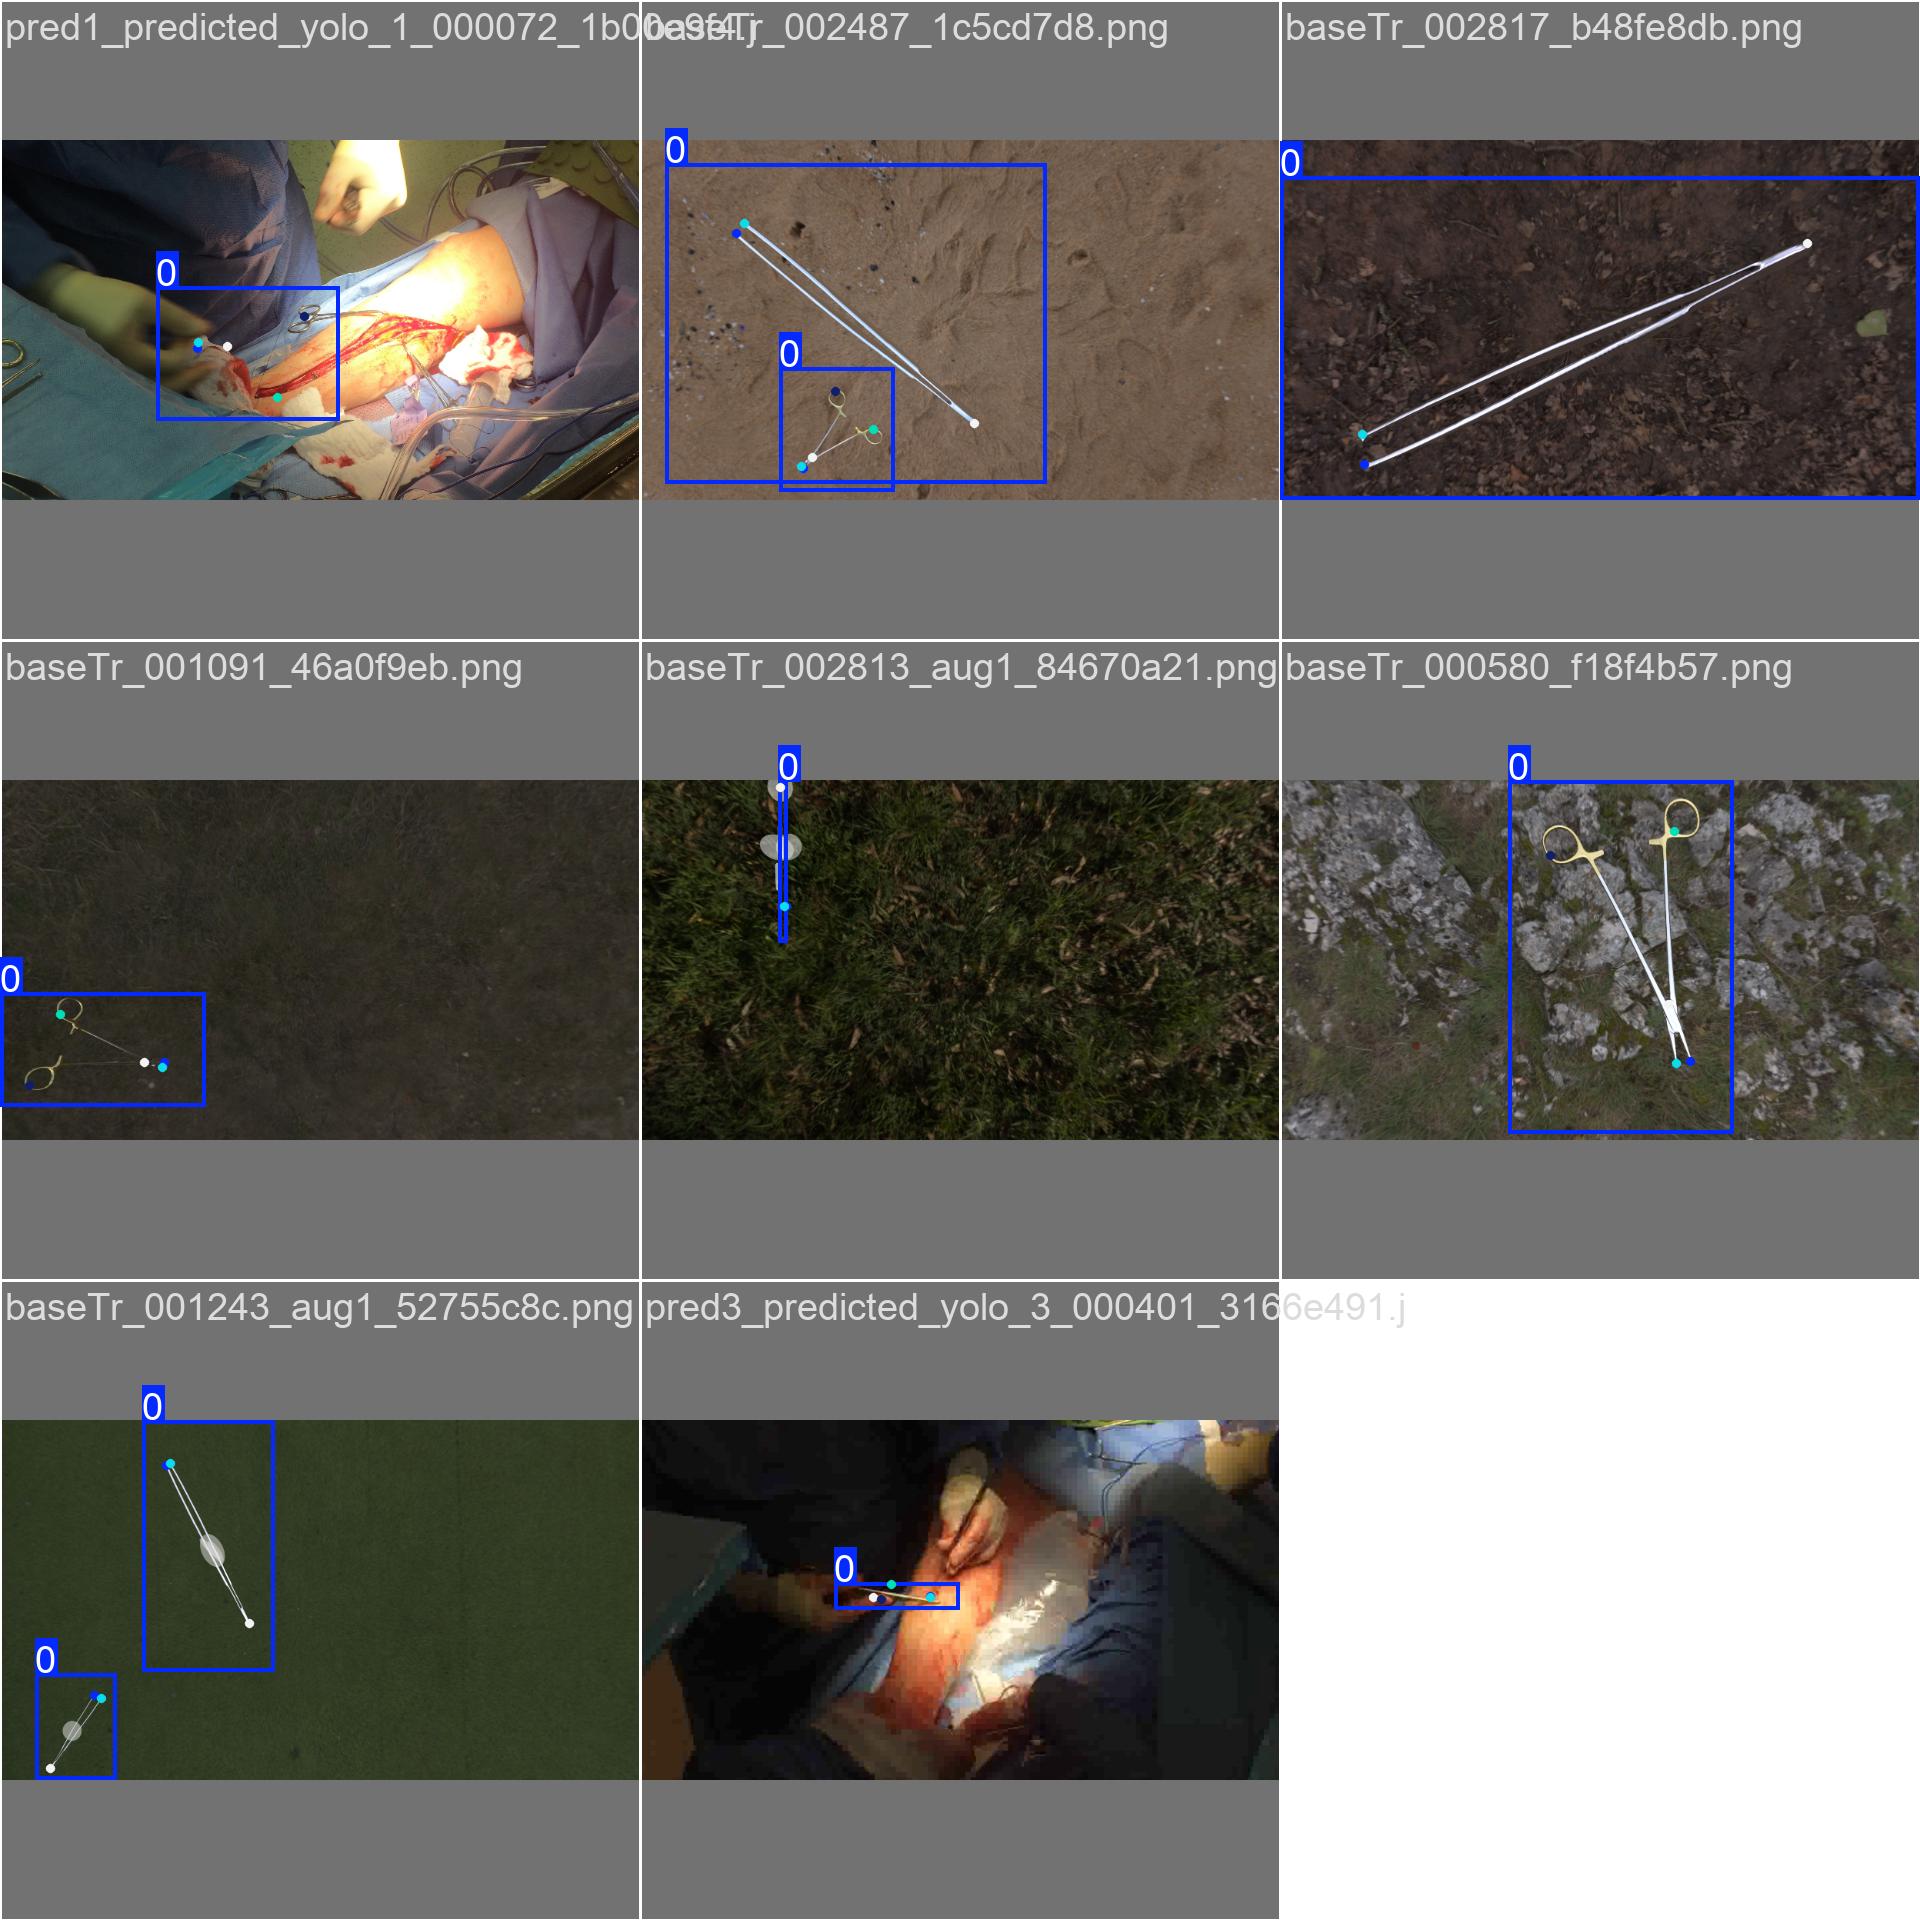 pred1_predicted_yolo_1_000072_1b00
baseTr_002487_1c5cd7d8.png
baseTr_002817_b48fe8db.png
0
0
0
0
baseTr_001091_46a0f9eb.png
baseTr_002813_aug1_84670a21.png
baseTr_000580_f18f4b57.png
0
0
0
baseTr_001243_aug1_52755c8c.png
pred3_predicted_yolo_3_000401_3166e491.j
0
0
0